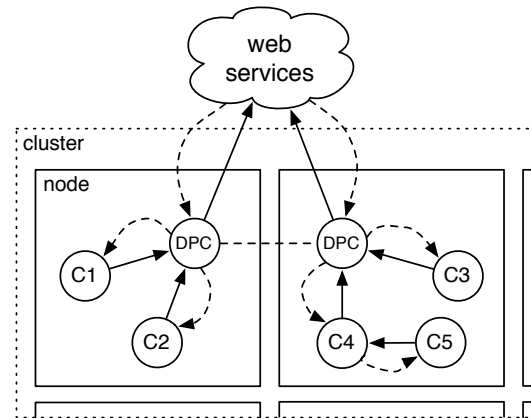 web
services
cluster
node
DPC
DPC
C1
C3
C2
C4
C5